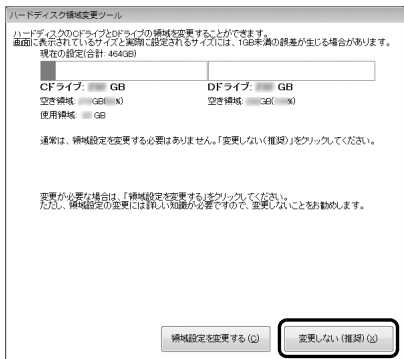 ハードディスク領域変更ツール
ハードディスクのCドライブとDドライブの領域を変更することができます。
画面に表示されているサイズと実際に設定されるサイズには、1GB未満の誤差が生じる場合があります。
現在の設定(合計: 464GB)
Cドライブ: GB
Dドライブ: GB
空き領域: GB( %)
空き領域: GB( %)
使用領域: GB
通常は、領域設定を変更する必要はありません。「変更しない(推奨)」をクリックしてください。
変更が必要な場合は、「領域設定を変更する」をクリックしてください。
ただし、領域設定の変更には詳しい知識が必要ですので、変更しないことをお勧めします。
領域設定を変更する(C)
変更しない(推奨)(X)